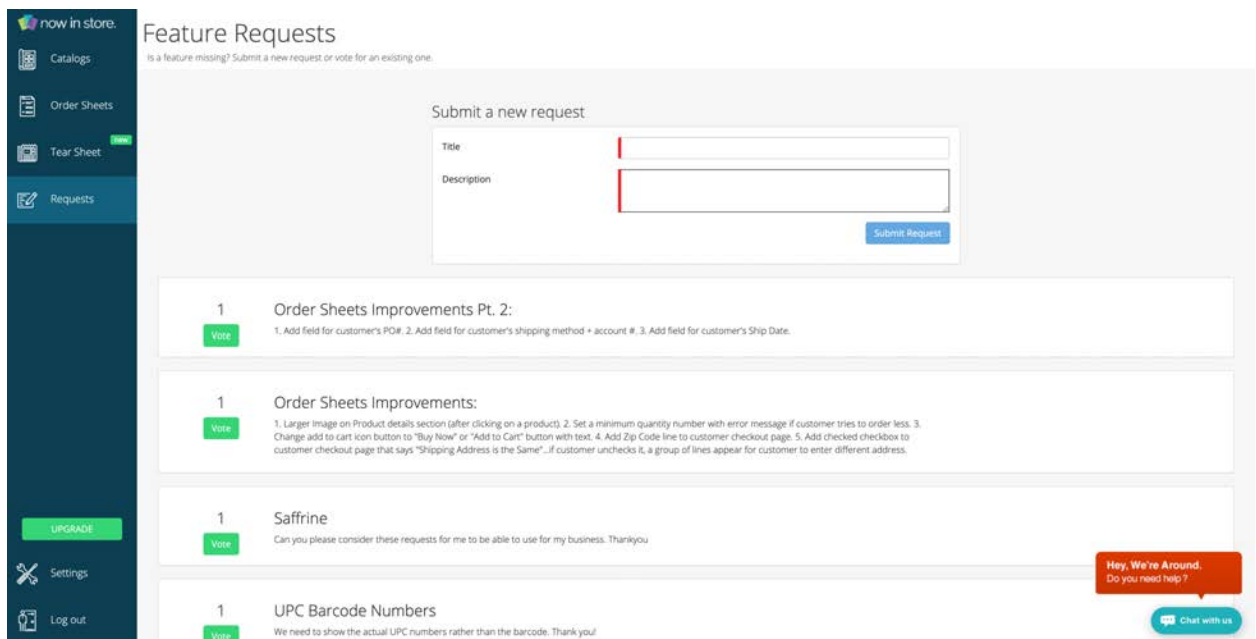 now in store.
Catalogs
Order Sheets
new
Tear Sheet
Requests
UPGRADE
Settings
Log out
Feature Requests
Is a feature missing? Submit a new request or vote for an existing one.
Submit a new request
Title
Description
Submit Request
1
Vote
Order Sheets Improvements Pt. 2:
1. Add field for customer's PO#. 2. Add field for customer's shipping method + account #. 3. Add field for customer's Ship Date.
1
Vote
Order Sheets Improvements:
1. Larger Image on Product details section (after clicking on a product). 2. Set a minimum quantity number with error message if customer tries to order less. 3.
Change add to cart icon button to "Buy Now" or "Add to Cart" button with text. 4. Add Zip Code line to customer checkout page. 5. Add checked checkbox to
customer checkout page that says "Shipping Address is the Same"...if customer unchecks it, a group of lines appear for customer to enter different address.
1
Vote
Saffrine
Can you please consider these requests for me to be able to use for my business. Thankyou
1
Vote
UPC Barcode Numbers
We need to show the actual UPC numbers rather than the barcode. Thank you!
Hey, We're Around.
Do you need help ?
Chat with us